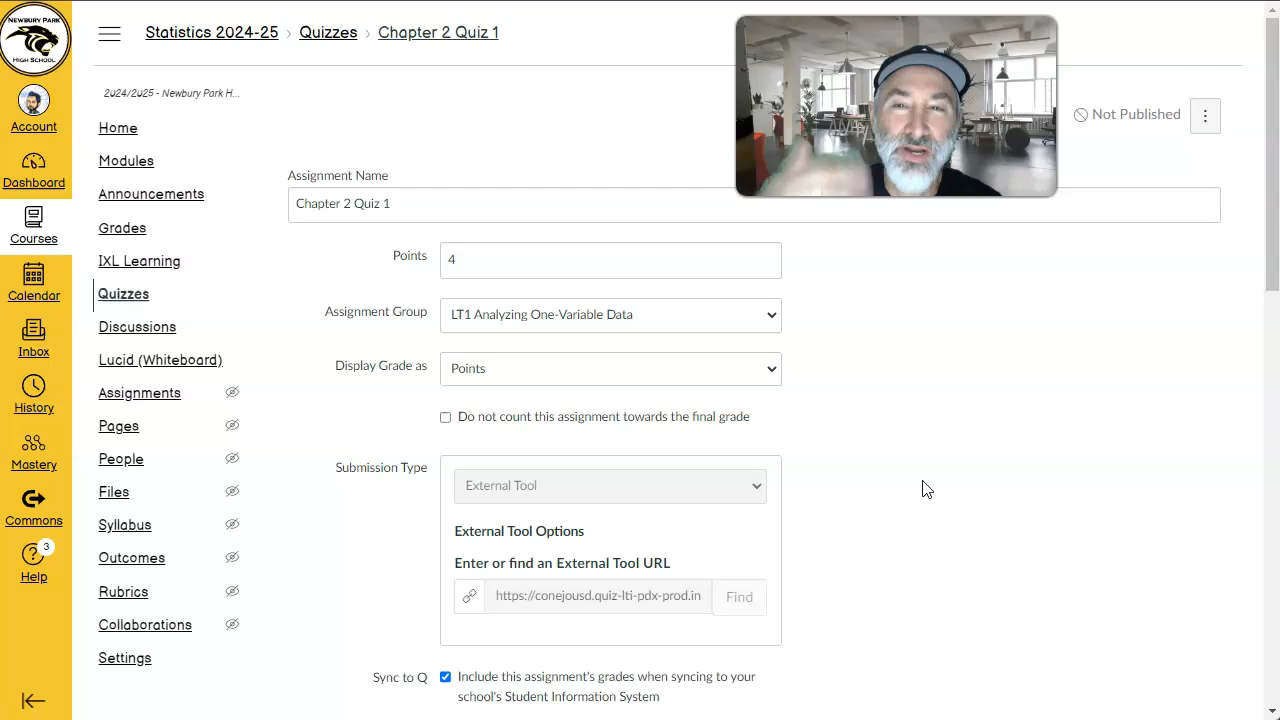 NEWBURY PARK
HIGH SCHOOL
Account
Dashboard
Courses
Calendar
Inbox
History
Mastery
Commons
3
Help
Statistics 2024-25 › Quizzes › Chapter 2 Quiz 1
2024/2025 - Newbury Park H...
Home
Modules
Announcements
Grades
IXL Learning
Quizzes
Discussions
Lucid (Whiteboard)
Assignments
Pages
People
Files
Syllabus
Outcomes
Rubrics
Collaborations
Settings
Not Published
Assignment Name
Chapter 2 Quiz 1
Points
4
Assignment Group
LT1 Analyzing One-Variable Data
Display Grade as
Points
Do not count this assignment towards the final grade
Submission Type
External Tool
External Tool Options
Enter or find an External Tool URL
https://conejousd.quiz-lti-pdx-prod.in
Find
Sync to Q
Include this assignment's grades when syncing to your
school's Student Information System